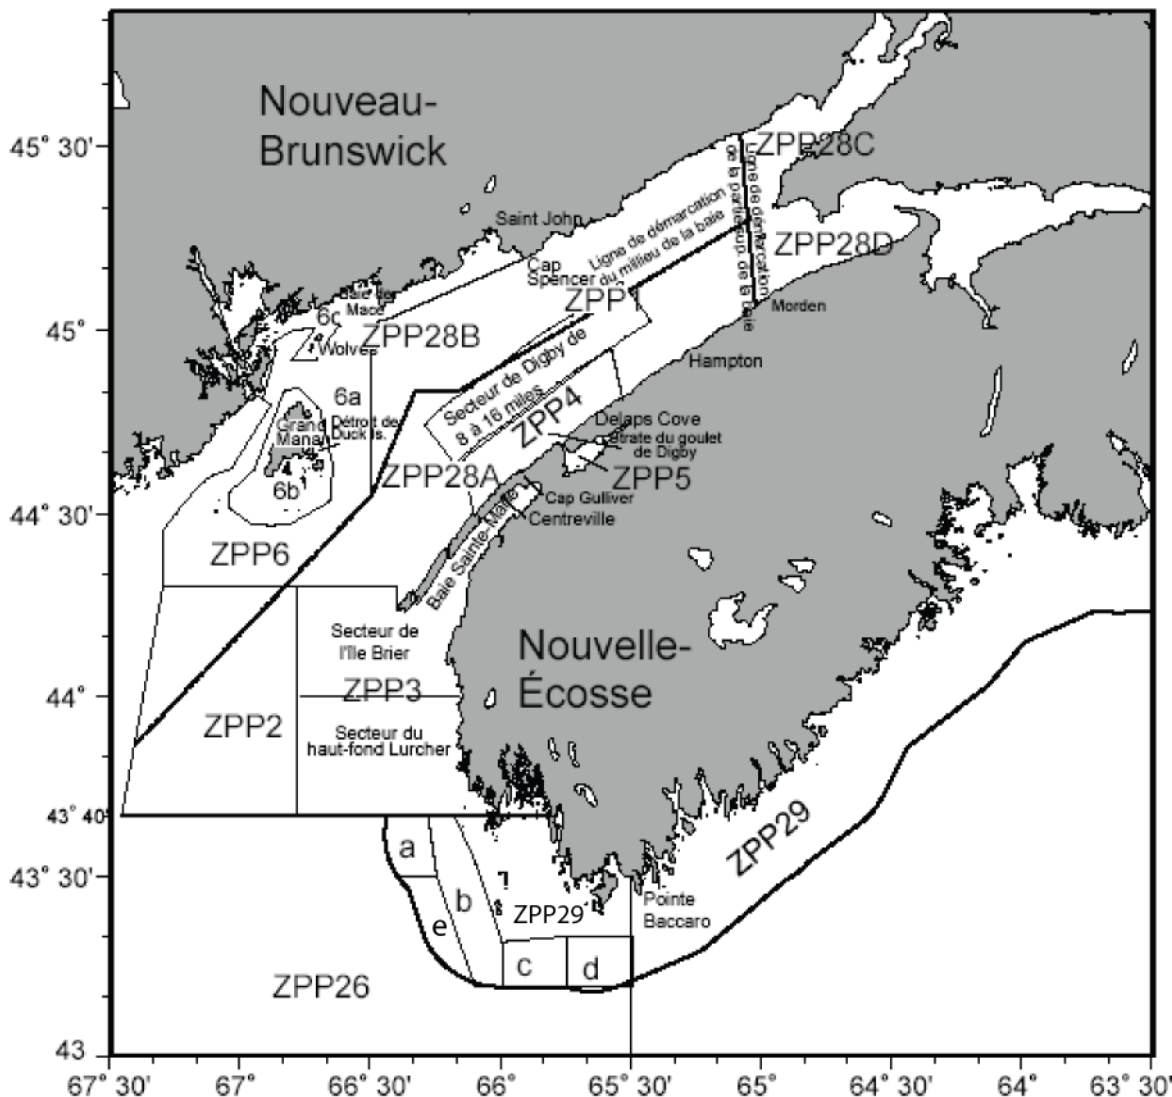 Nouveau-
Brunswick
45° 30'
ZPP28C
Ligne de démarcation
de la partie sup. de la baie
Saint John
Ligne de démarcation
du milieu de la baie
ZPP28D
Cap
Spencer
Baie de
Mace
ZPP1
Morden
6c
45°
ZPP28B
Wolves
Hampton
6a
Secteur de Digby de
8 à 16 miles
ZPP4
Grand
Manan
Détroit de
Duck Is.
Delaps Cove
Strate du goulet
de Digby
ZPP28A
ZPP5
6b
Cap Gulliver
Centreville
44° 30'
Baie Sainte-Marie
ZPP6
Secteur de
l'île Brier
Nouvelle-
Écosse
44°
ZPP3
ZPP2
Secteur du
haut-fond Lurcher
43° 40'
ZPP29
a
43° 30'
b
Pointe
Baccaro
ZPP29
e
c
d
ZPP26
43
67° 30'
67°
66° 30'
66°
65° 30'
65°
64° 30'
64°
63° 30'